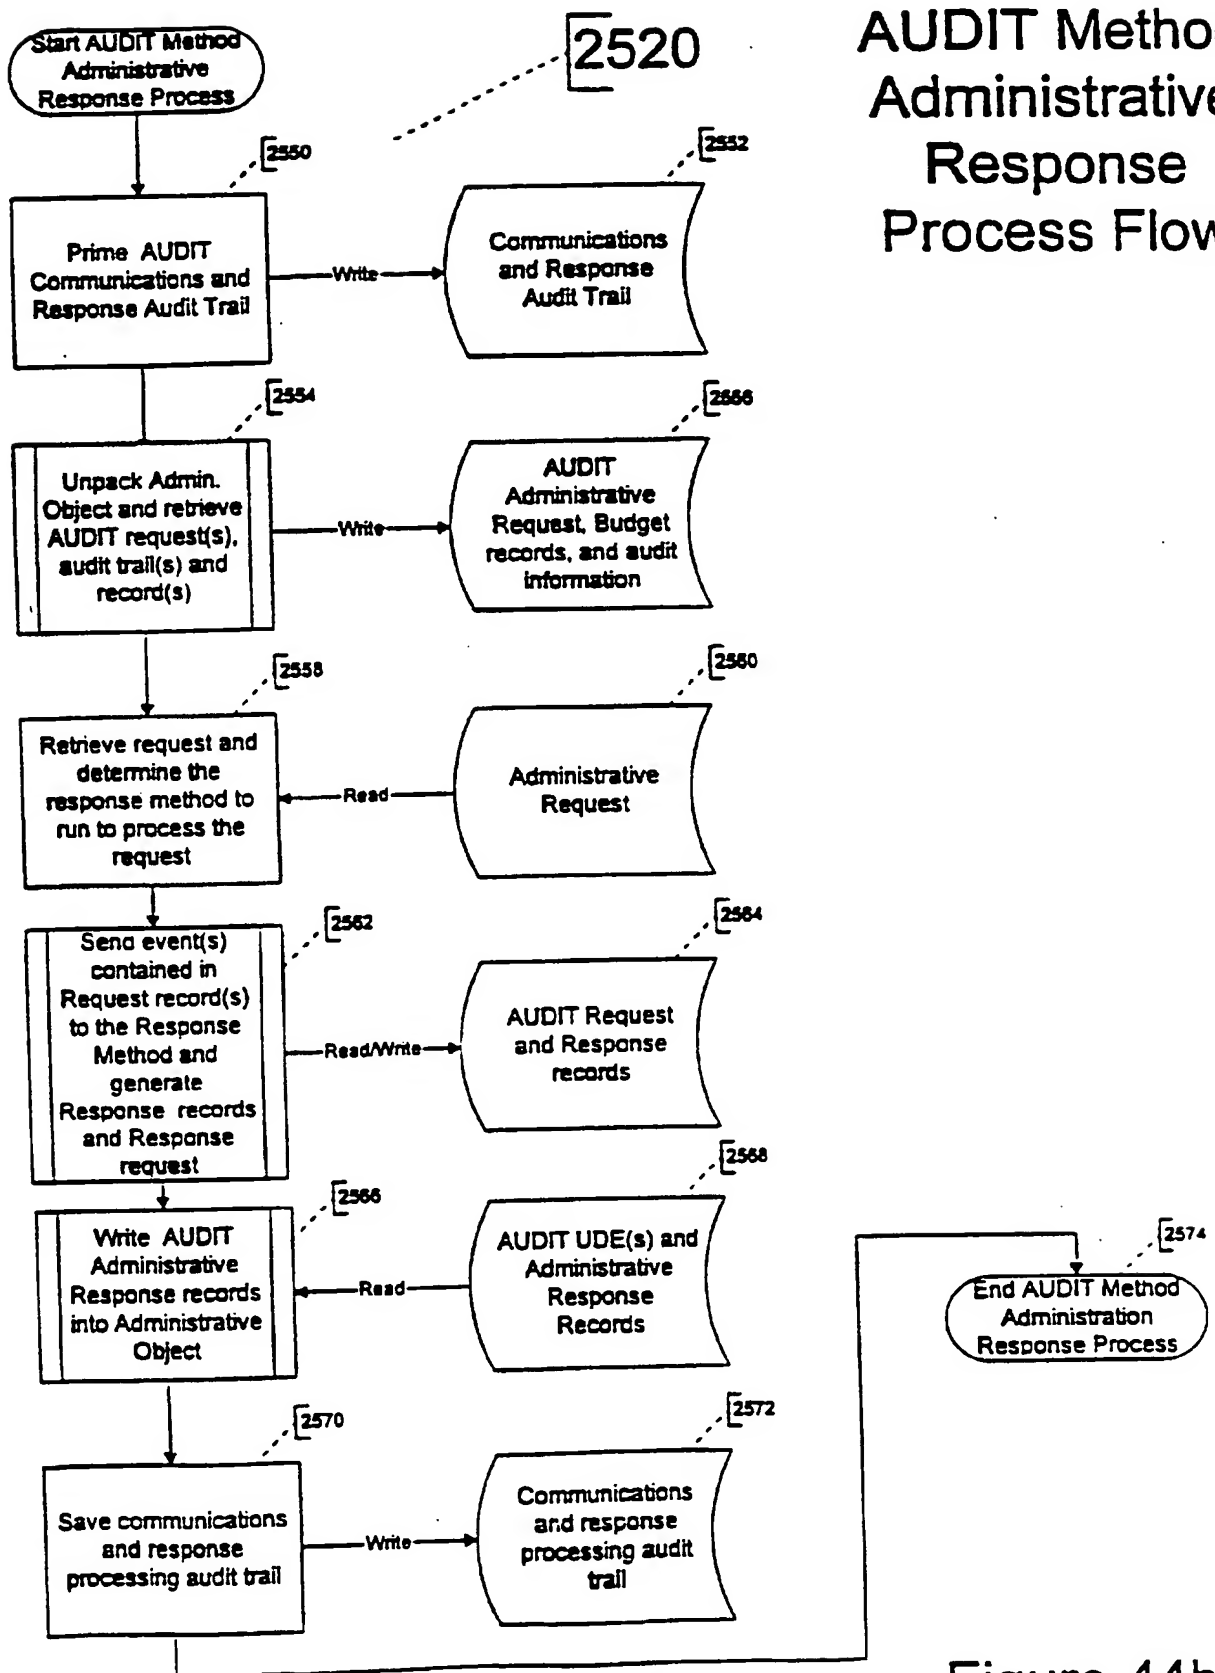 Start AUDIT Method
Administrative
Response Process
2520
AUDIT Metho
Administrative
Response
Process Flow
2550
Prime AUDIT
Communications and
Response Audit Trail
Write
2552
Communications
and Response
Audit Trail
2554
Unpack Admin.
Object and retrieve
AUDIT request(s),
audit trail(s) and
record(s)
Write
2556
AUDIT
Administrative
Request, Budget
records, and audit
information
2558
Retrieve request and
determine the
response method to
run to process the
request
Read
2560
Administrative
Request
2562
Send event(s)
contained in
Request record(s)
to the Response
Method and
generate
Response records
and Response
request
Read/Write
2564
AUDIT Request
and Response
records
2566
Write AUDIT
Administrative
Response records
into Administrative
Object
Read
2568
AUDIT UDE(s) and
Administrative
Response
Records
2570
Save communications
and response
processing audit trail
Write
2572
Communications
and response
processing audit
trail
2574
End AUDIT Method
Administration
Response Process
Figure 44b